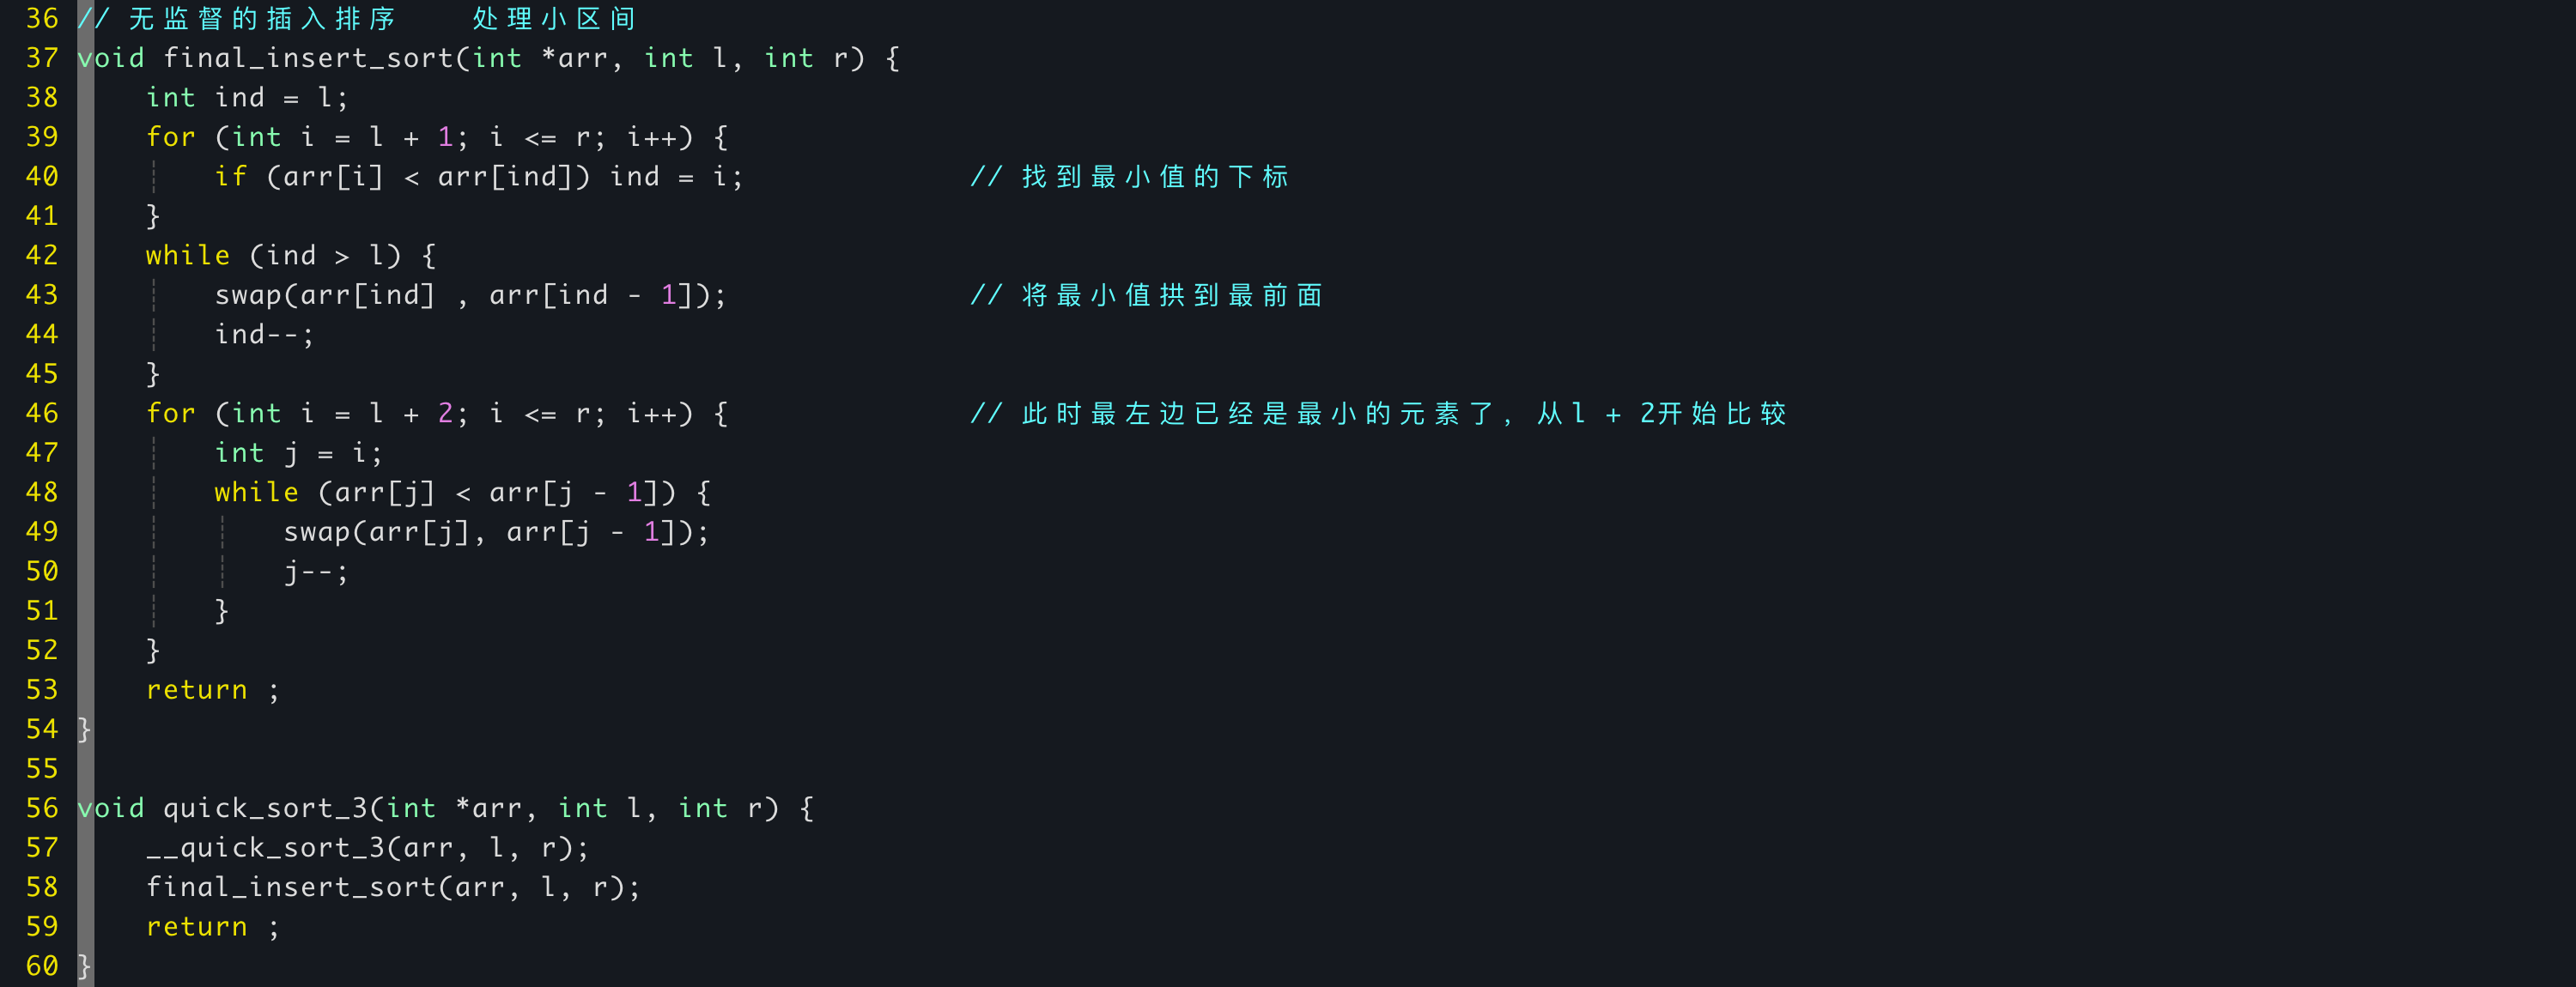 36 // 无监督的插入排序    处理小区间
37 void final_insert_sort(int *arr, int l, int r) {
38     int ind = l;
39     for (int i = l + 1; i <= r; i++) {
40         if (arr[i] < arr[ind]) ind = i;             // 找到最小值的下标
41     }
42     while (ind > l) {
43         swap(arr[ind] , arr[ind - 1]);              // 将最小值拱到最前面
44         ind--;
45     }
46     for (int i = l + 2; i <= r; i++) {              // 此时最左边已经是最小的元素了, 从l + 2开始比较
47         int j = i;
48         while (arr[j] < arr[j - 1]) {
49             swap(arr[j], arr[j - 1]);
50             j--;
51         }
52     }
53     return ;
54 }
55
56 void quick_sort_3(int *arr, int l, int r) {
57     __quick_sort_3(arr, l, r);
58     final_insert_sort(arr, l, r);
59     return ;
60 }